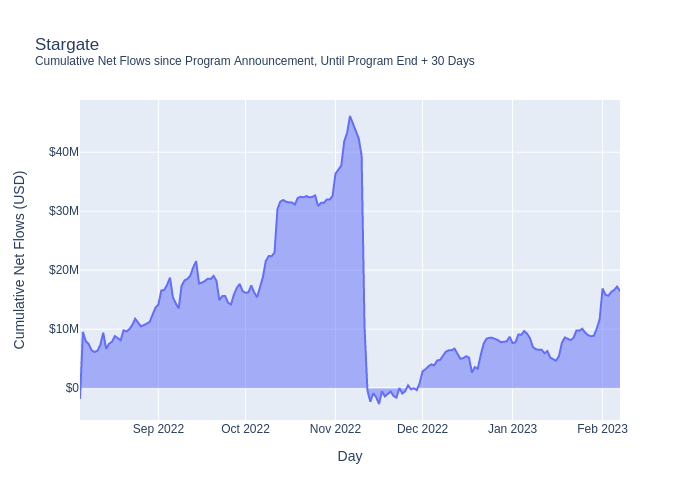 Stargate
Cumulative Net Flows since Program Announcement, Until Program End + 30 Days
Cumulative Net Flows (USD)
$40M
$30M
$20M
$10M
$0
Sep 2022
Oct 2022
Nov 2022
Dec 2022
Jan 2023
Feb 2023
Day